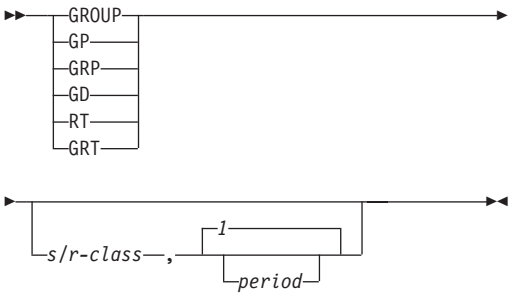 GROUP
GP
GRP
GD
RT
GRT
1
s/r-class ,
period